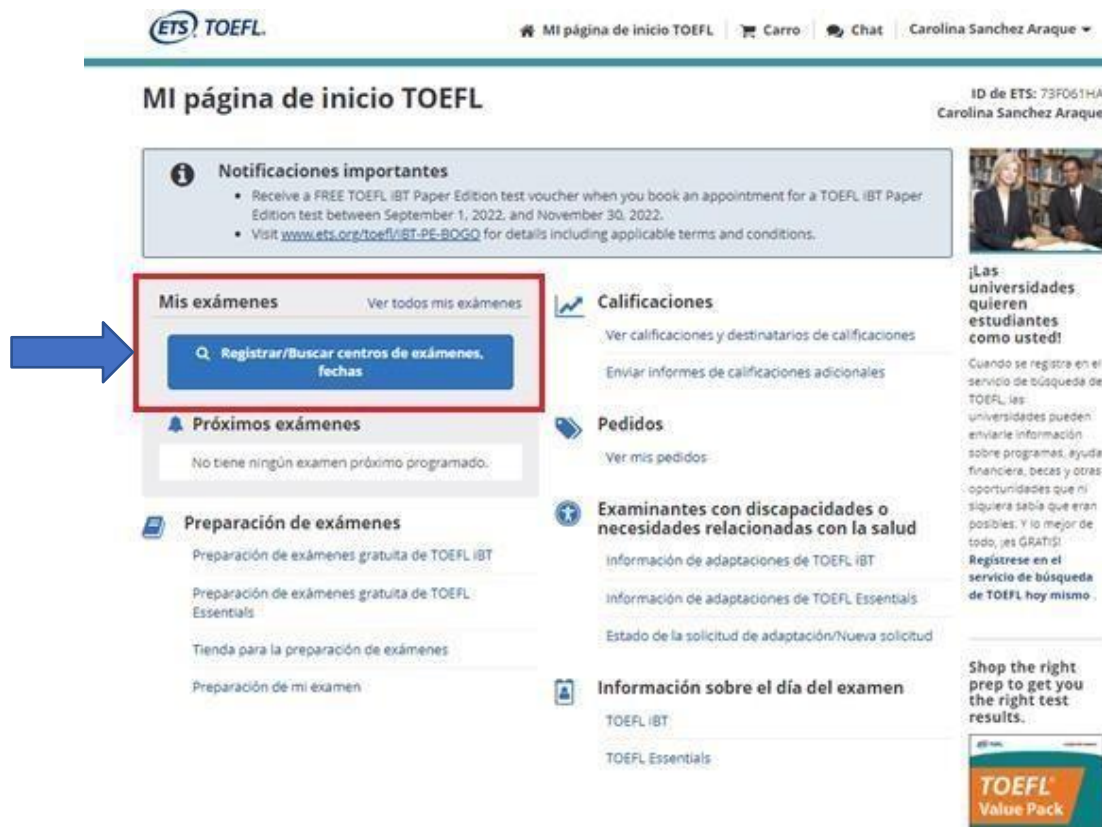 ETS TOEFL.
MI página de inicio TOEFL
Carro
Chat
Carolina Sanchez Araque
MI página de inicio TOEFL
ID de ETS: 73F061HA
Carolina Sanchez Araque
Notificaciones importantes
Receive a FREE TOEFL iBT Paper Edition test voucher when you book an appointment for a TOEFL iBT Paper
Edition test between September 1, 2022, and November 30, 2022.
Visit www.ets.org/toefl/iBT-PE-BOGO for details including applicable terms and conditions.
Mis exámenes
Ver todos mis exámenes
Registrar/Buscar centros de exámenes,
fechas
Próximos exámenes
No tiene ningún examen próximo programado.
Preparación de exámenes
Preparación de exámenes gratuita de TOEFL iBT
Preparación de exámenes gratuita de TOEFL
Essentials
Tienda para la preparación de exámenes
Preparación de mi examen
Calificaciones
Ver calificaciones y destinatarios de calificaciones
Enviar informes de calificaciones adicionales
Pedidos
Ver mis pedidos
Examinantes con discapacidades o
necesidades relacionadas con la salud
Información de adaptaciones de TOEFL iBT
Información de adaptaciones de TOEFL Essentials
Estado de la solicitud de adaptación/Nueva solicitud
Información sobre el día del examen
TOEFL iBT
TOEFL Essentials
¡Las
universidades
quieren
estudiantes
como usted!
Cuando se registra en el
servicio de búsqueda de
TOEFL, las
universidades pueden
enviarle información
sobre programas, ayuda
financiera, becas y otras
oportunidades que ni
siquiera sabía que eran
posibles. Y lo mejor de
todo, ¡es GRATIS!
Regístrese en el
servicio de búsqueda
de TOEFL hoy mismo.
Shop the right
prep to get you
the right test
results.
TOEFL
Value Pack